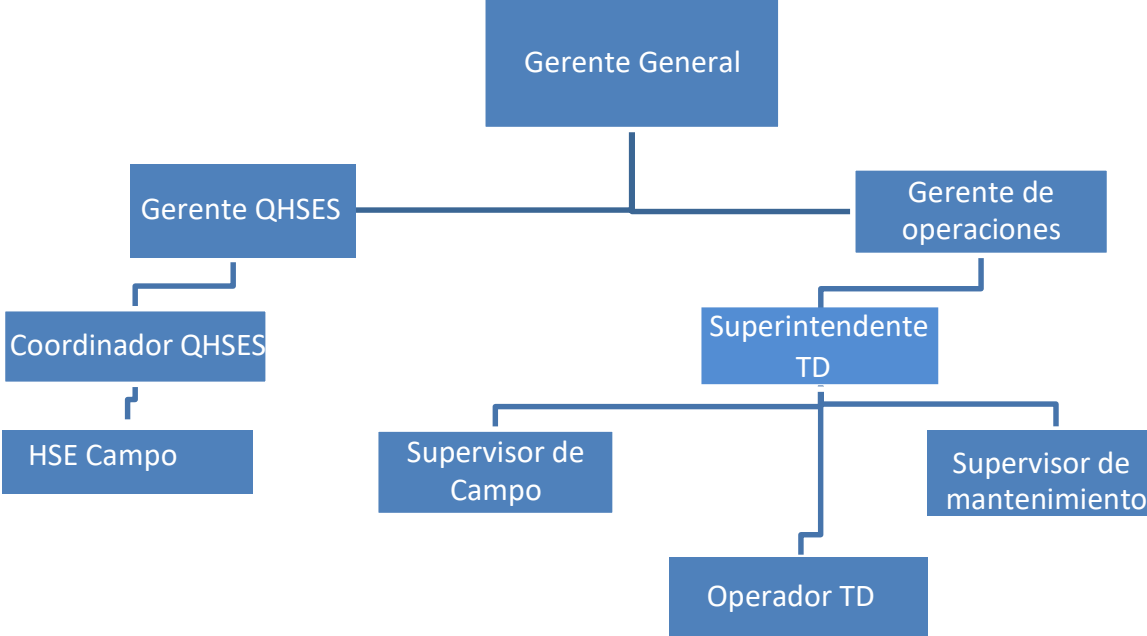 Gerente General
Gerente QHSES
Gerente de
operaciones
Coordinador QHSES
Superintendente
TD
HSE Campo
Supervisor de
Campo
Supervisor de
mantenimiento
Operador TD